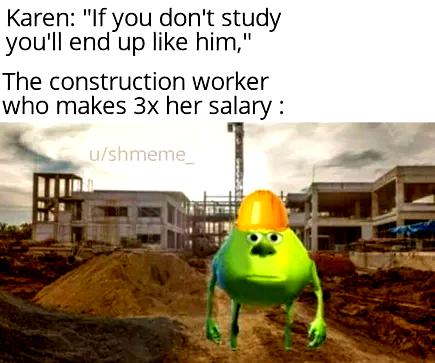 Karen: "If you don't study
you'll end up like him,"
The construction worker
who makes 3x her salary :
u/shmeme_